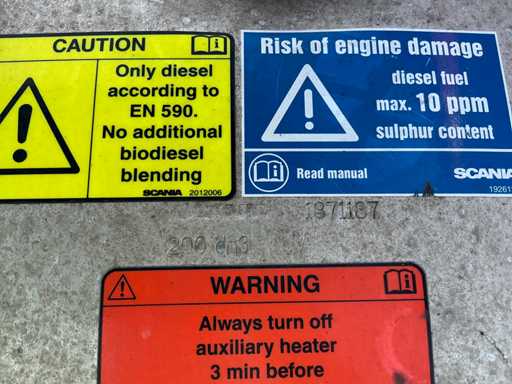 CAUTION
Only diesel
according to
EN 590.
No additional
biodiesel
blending
SCANIA 2012006
Risk of engine damage
diesel fuel
max. 10 ppm
sulphur content
Read manual
SCANIA
1871187
200 dm3
WARNING
Always turn off
auxiliary heater
3 min before